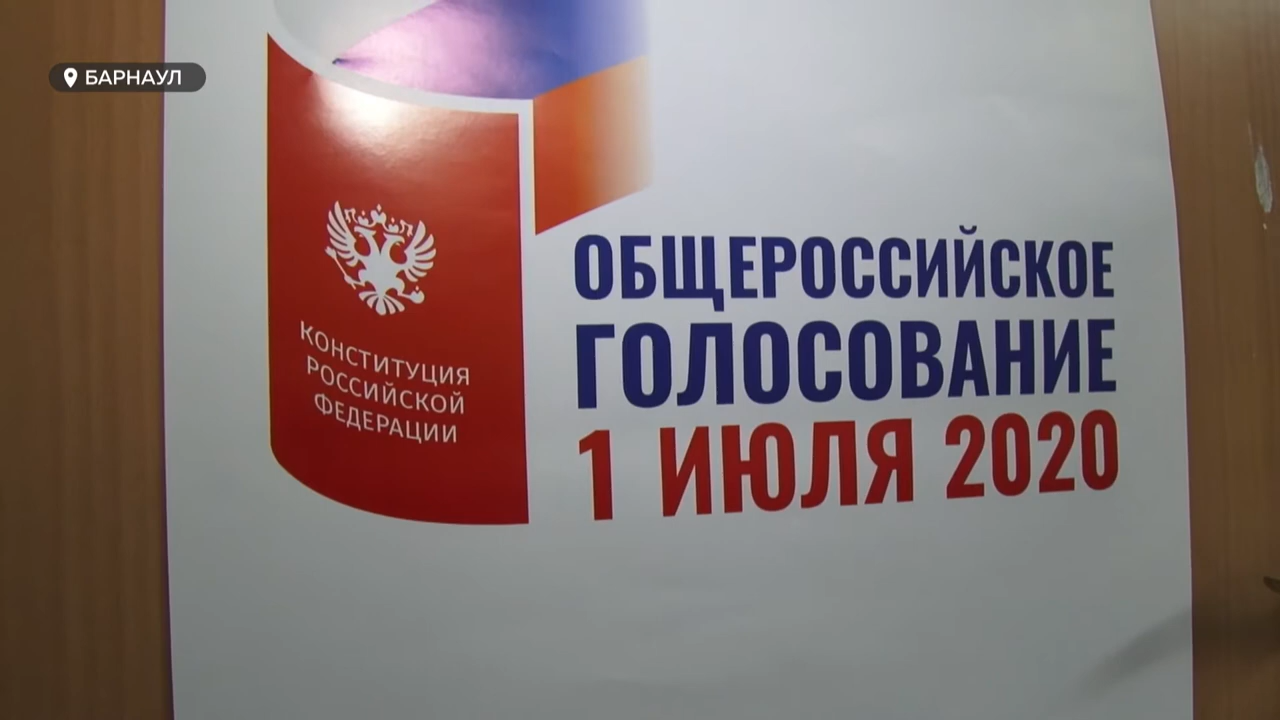 БАРНАУЛ
КОНСТИТУЦИЯ
РОССИЙСКОЙ
ФЕДЕРАЦИИ
ОБЩЕРОССИЙСКОЕ
ГОЛОСОВАНИЕ
1 ИЮЛЯ 2020